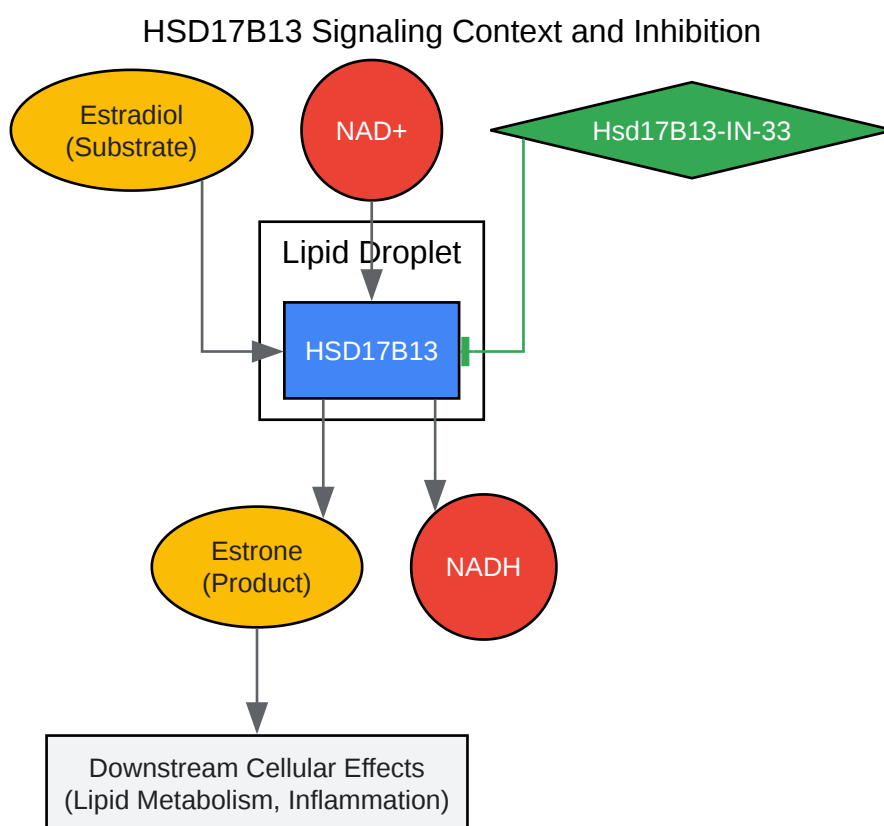 HSD17B13 Signaling Context and Inhibition
Estradiol
(Substrate)
NAD+
Hsd17B13-IN-33
Lipid Droplet
HSD17B13
Estrone
(Product)
NADH
Downstream Cellular Effects
(Lipid Metabolism, Inflammation)